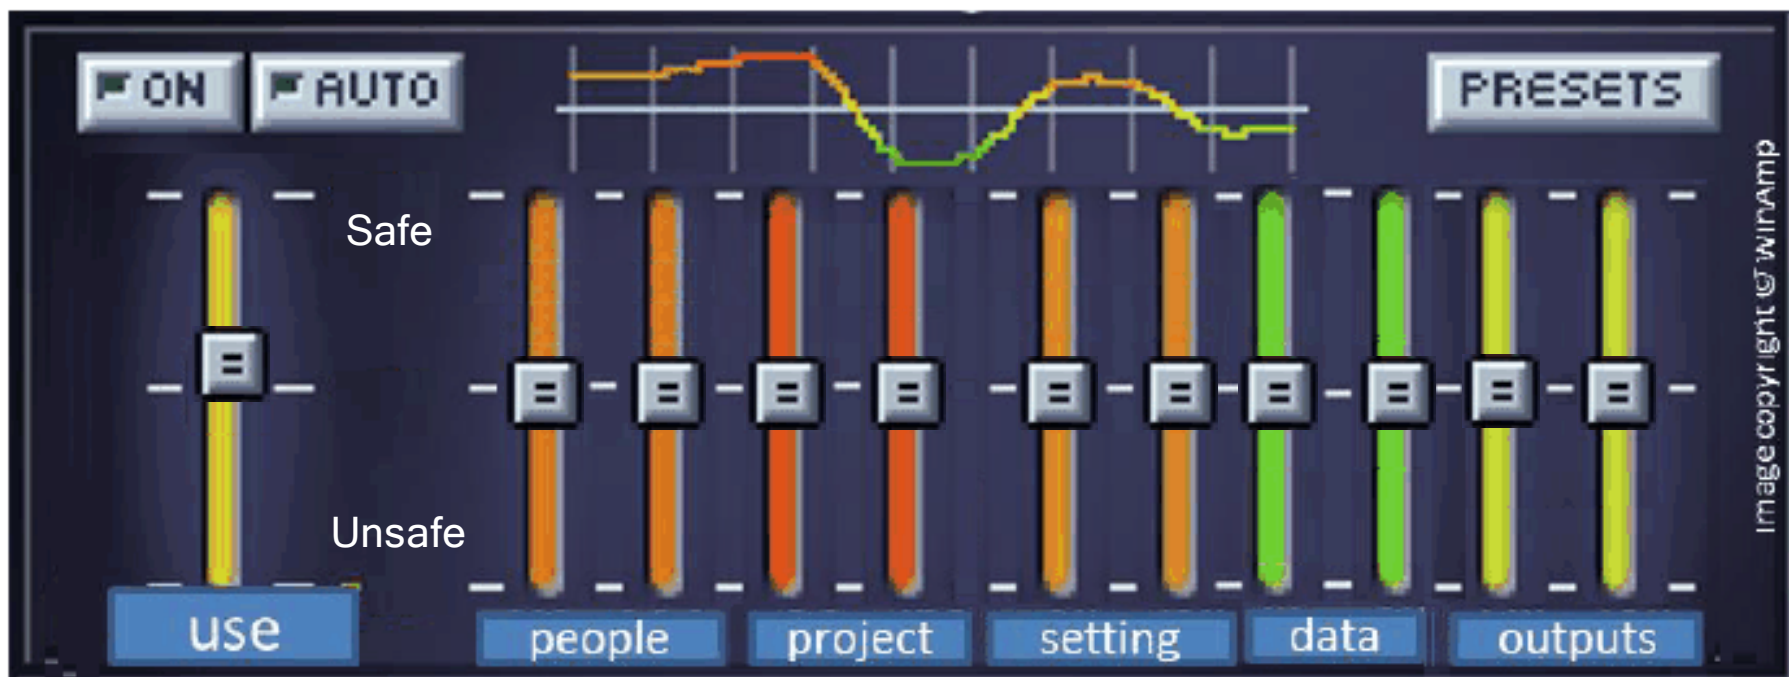 ON
AUTO
PRESETS
Safe
Unsafe
use
people
project
setting
data
outputs
Image copyright © WinAmp